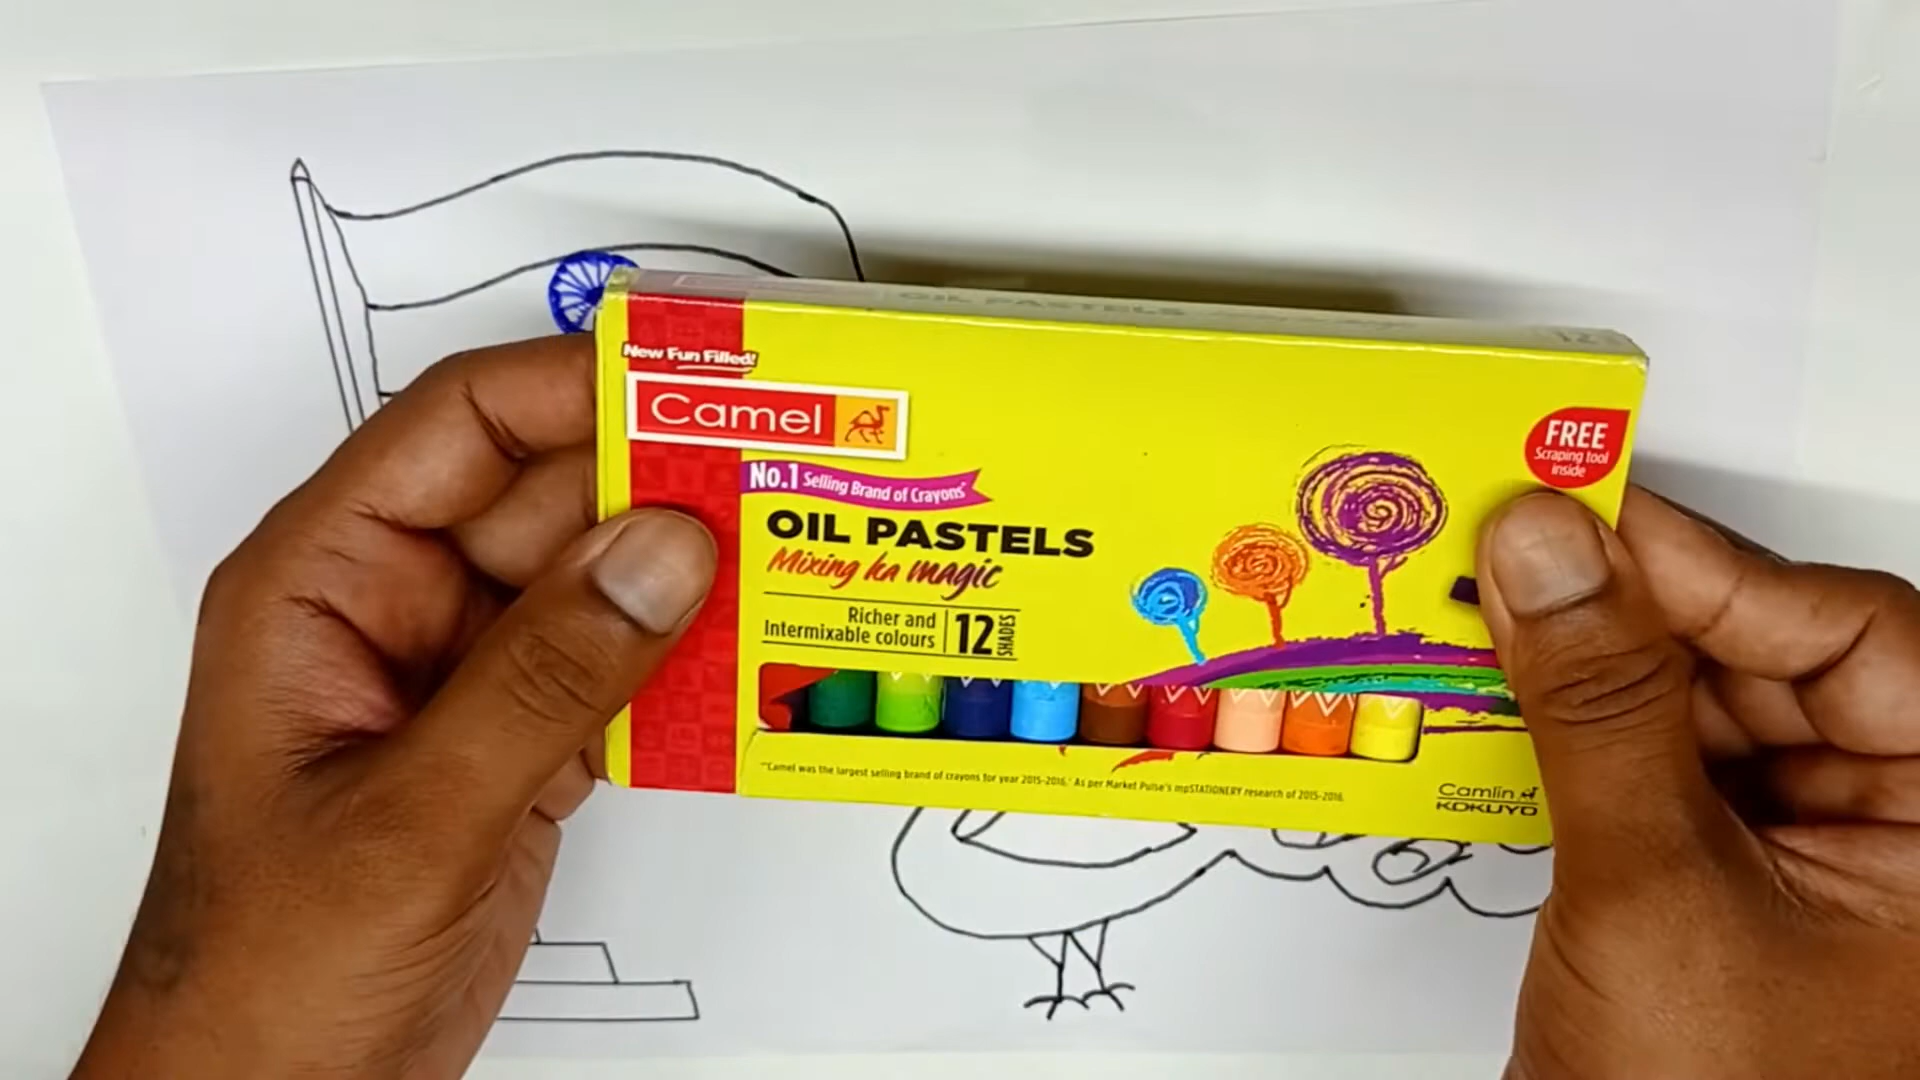 OIL PASTELS
New Fun Filled!
Camel
FREE
Scraping tool
inside
No.1 Selling Brand of Crayons*
OIL PASTELS
Mixing ka magic
Richer and
Intermixable colours
12 SHADES
"*Camel was the largest selling brand of crayons for year 2015-2016." As per Market Pulse's mpSTATIONERY research of 2015-2016.
Camlin
KOKUYO